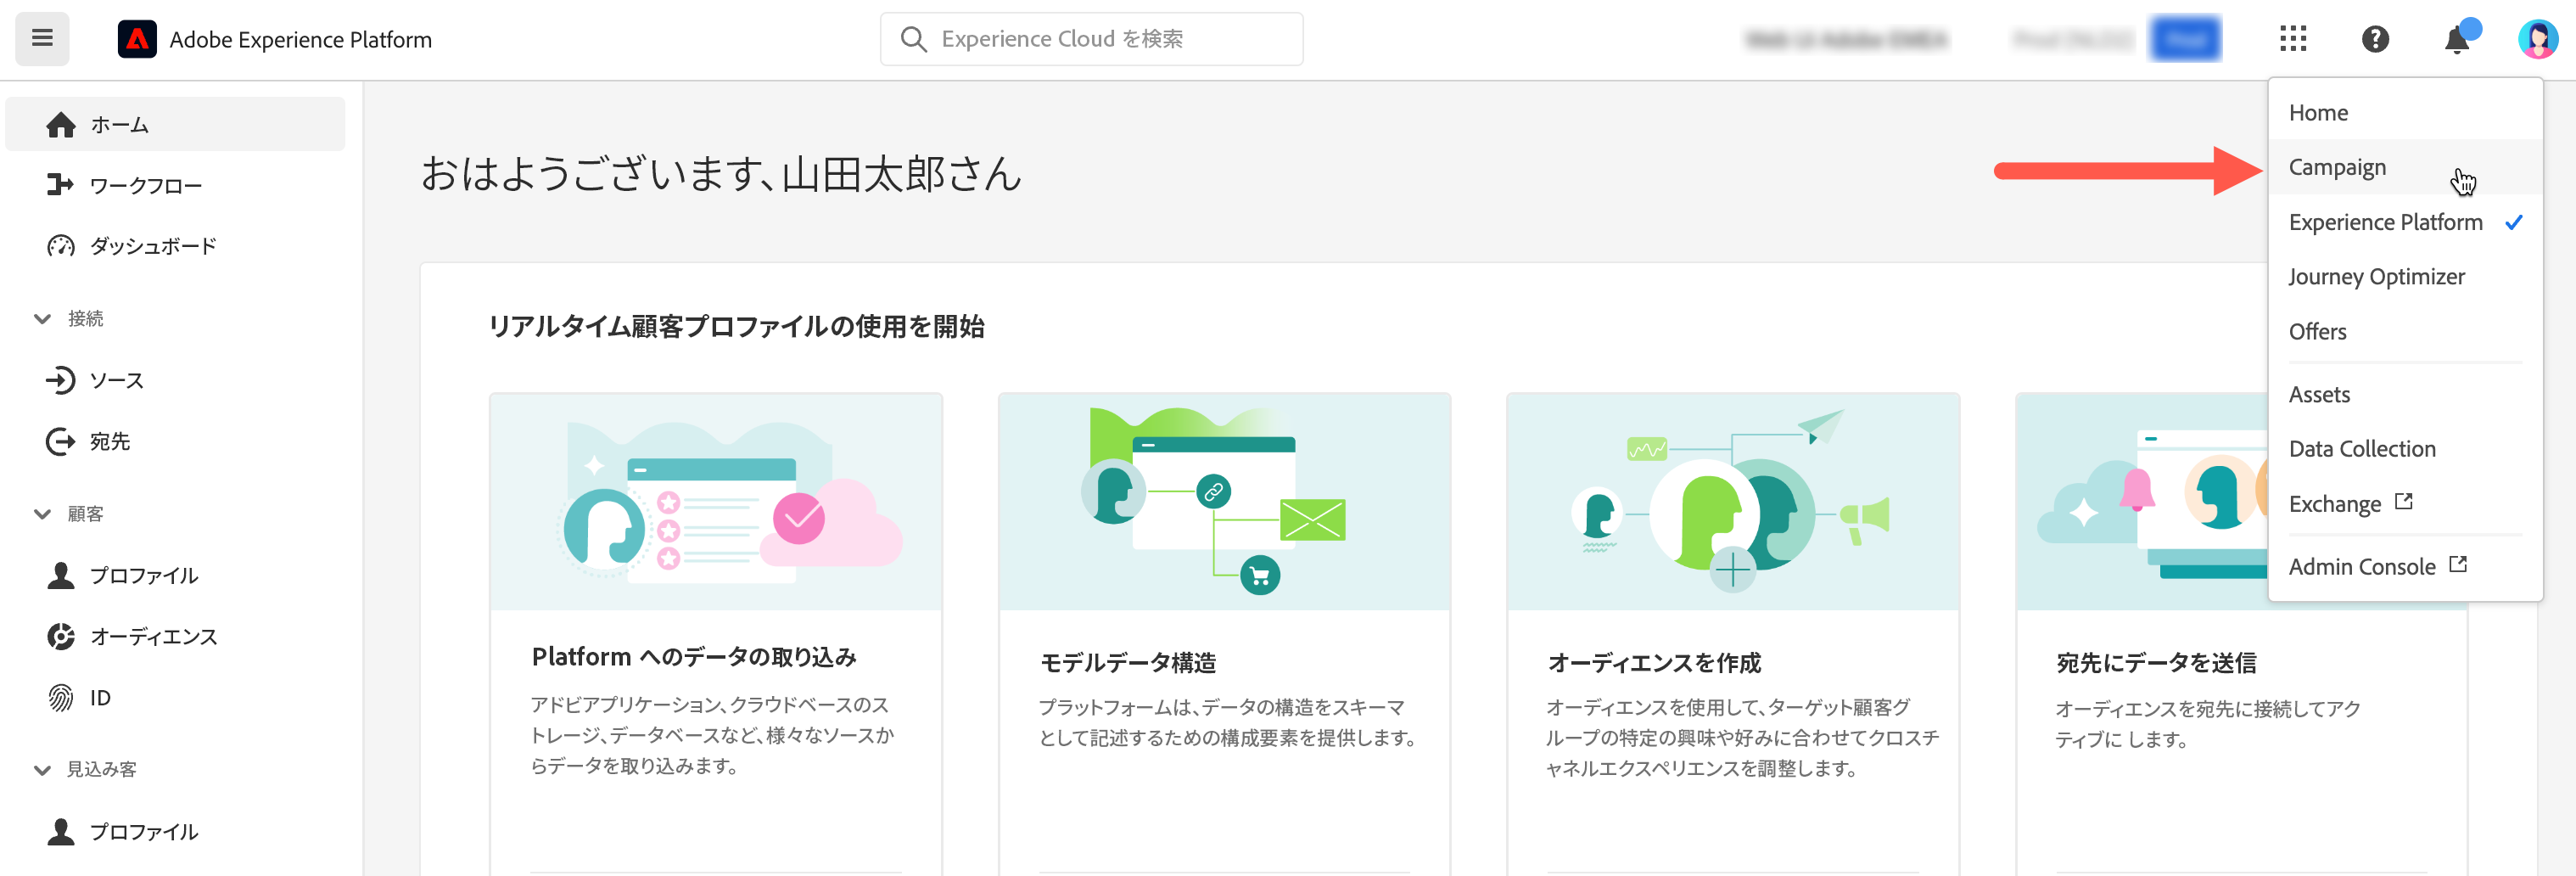 Adobe Experience Platform
Experience Cloud を検索
ホーム
ワークフロー
ダッシュボード
接続
ソース
宛先
顧客
プロファイル
オーディエンス
ID
見込み客
プロファイル
おはようございます、山田太郎さん
リアルタイム顧客プロファイルの使用を開始
Platform へのデータの取り込み
アドビアプリケーション、クラウドベースのス
トレージ、データベースなど、様々なソースか
らデータを取り込みます。
モデルデータ構造
プラットフォームは、データの構造をスキーマ
として記述するための構成要素を提供します。
オーディエンスを作成
オーディエンスを使用して、ターゲット顧客グ
ループの特定の興味や好みに合わせてクロスチ
ャネルエクスペリエンスを調整します。
宛先にデータを送信
オーディエンスを宛先に接続してアク
ティブに します。
Home
Campaign
Experience Platform
Journey Optimizer
Offers
Assets
Data Collection
Exchange
Admin Console